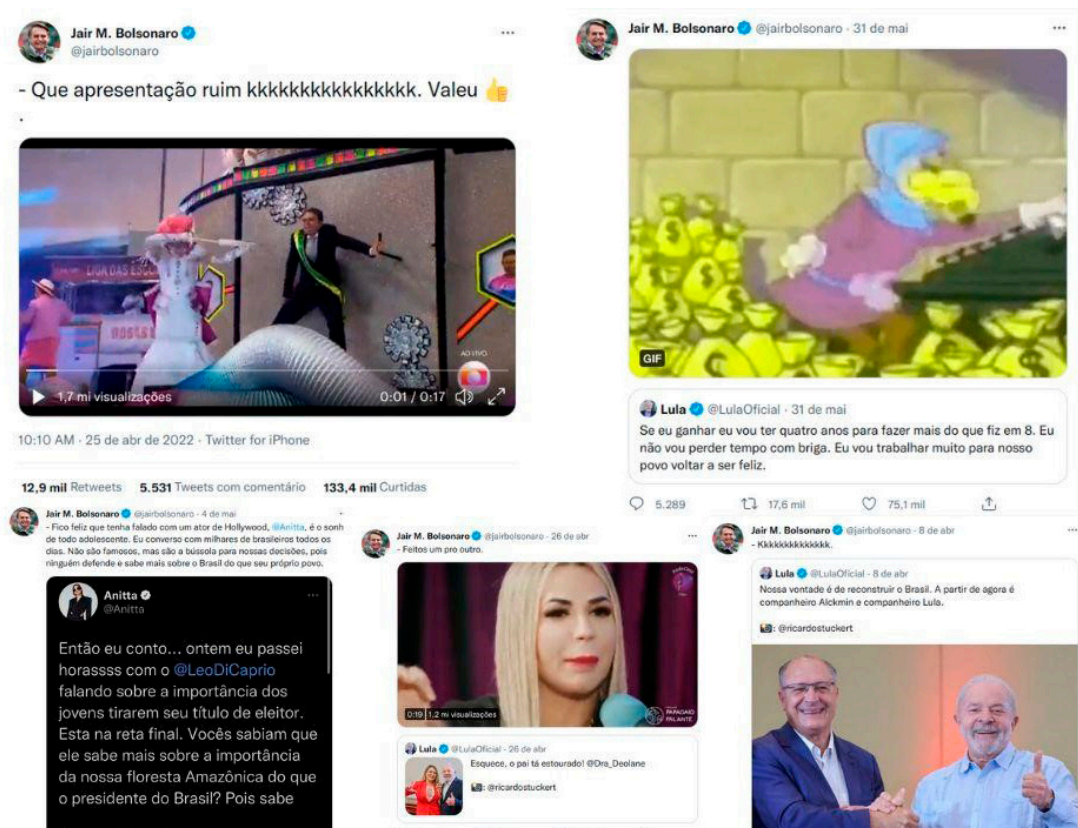 Jair M. Bolsonaro
@jairbolsonaro
- Que apresentação ruim kkkkkkkkkkkkkkkk. Valeu 👍
.
LIGA DAS ESCO
AO VIVO
1,7 mi visualizações
0:01 / 0:17
10:10 AM · 25 de abr de 2022 · Twitter for iPhone
12,9 mil Retweets 5.531 Tweets com comentário 133,4 mil Curtidas
Jair M. Bolsonaro @jairbolsonaro · 31 de mai
GIF
Lula @LulaOficial · 31 de mai
Se eu ganhar eu vou ter quatro anos para fazer mais do que fiz em 8. Eu
não vou perder tempo com briga. Eu vou trabalhar muito para nosso
povo voltar a ser feliz.
5.289 17,6 mil 75,1 mil
Jair M. Bolsonaro @jairbolsonaro · 4 de mai
- Fico feliz que tenha falado com um ator de Hollywood, @Anitta, é o sonh
de todo adolescente. Eu converso com milhares de brasileiros todos os
dias. Não são famosos, mas são a bússola para nossas decisões, pois
ninguém defende e sabe mais sobre o Brasil do que seu próprio povo.
Anitta
@Anitta
Então eu conto... ontem eu passei
horassss com o @LeoDiCaprio
falando sobre a importância dos
jovens tirarem seu título de eleitor.
Esta na reta final. Vocês sabiam que
ele sabe mais sobre a importância
da nossa floresta Amazônica do que
o presidente do Brasil? Pois sabe
Jair M. Bolsonaro @jairbolsonaro · 26 de abr
- Feitos um pro outro.
0:19 1,2 mi visualizações
PAPAGAIO
FALANTE
Lula @LulaOficial · 26 de abr
Esquece, o pai tá estourado! @Dra_Deolane
📸: @ricardostuckert
Jair M. Bolsonaro @jairbolsonaro · 8 de abr
- Kkkkkkkkkkkkk.
Lula @LulaOficial · 8 de abr
Nossa vontade é de reconstruir o Brasil. A partir de agora é
companheiro Alckmin e companheiro Lula.
📸: @ricardostuckert